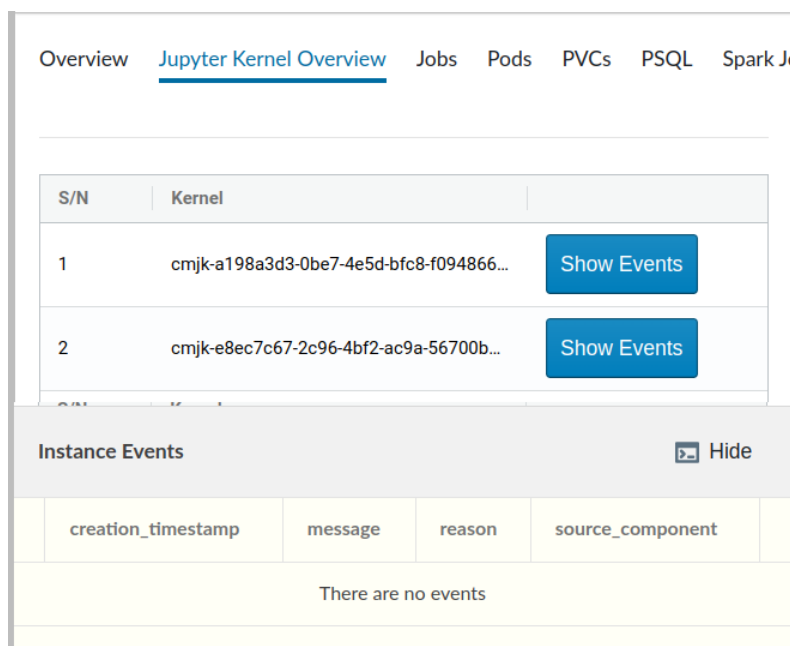 Overview Jupyter Kernel Overview Jobs Pods PVCs PSQL Spark
S/N Kernel
1 cmjk-a198a3d3-0be7-4e5d-bfc8-f094866... Show Events
2 cmjk-e8ec7c67-2c96-4bf2-ac9a-56700b... Show Events
Instance Events Hide
creation_timestamp message reason source_component
There are no events